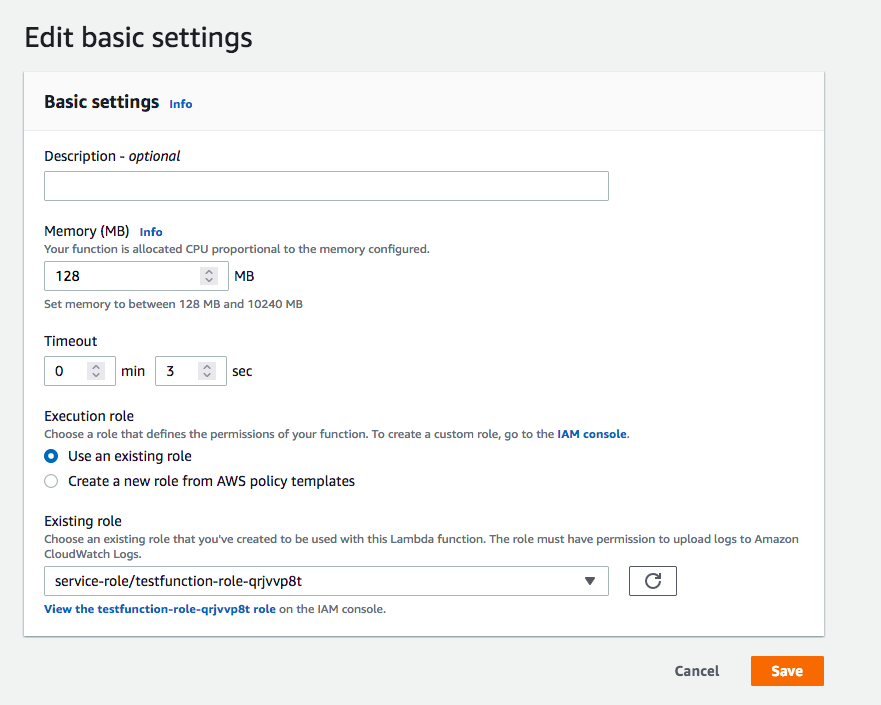 Edit basic settings
Basic settings Info
Description - optional
Memory (MB) Info
Your function is allocated CPU proportional to the memory configured.
128 MB
Set memory to between 128 MB and 10240 MB
Timeout
0 min 3 sec
Execution role
Choose a role that defines the permissions of your function. To create a custom role, go to the IAM console.
Use an existing role
Create a new role from AWS policy templates
Existing role
Choose an existing role that you've created to be used with this Lambda function. The role must have permission to upload logs to Amazon
CloudWatch Logs.
service-role/testfunction-role-qrjvvp8t
View the testfunction-role-qrjvvp8t role on the IAM console.
Cancel Save